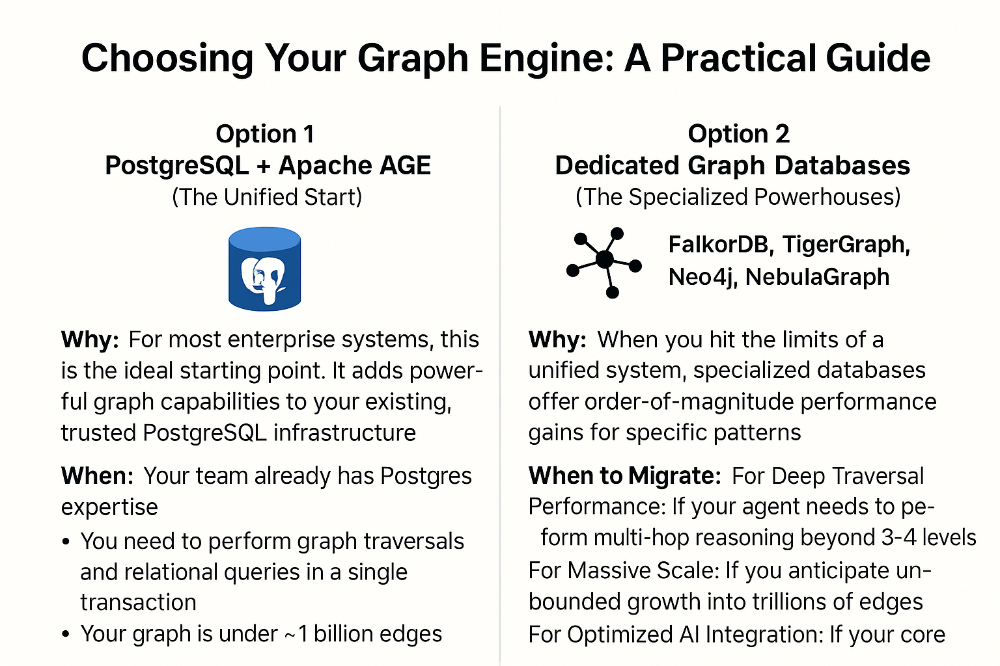 Choosing Your Graph Engine: A Practical Guide
Option 1
PostgreSQL + Apache AGE
(The Unified Start)
Why: For most enterprise systems, this
is the ideal starting point. It adds power-
ful graph capabilities to your existing,
trusted PostgreSQL infrastructure
When: Your team already has Postgres
expertise
• You need to perform graph traversals
and relational queries in a single
transaction
• Your graph is under ~1 billion edges
Option 2
Dedicated Graph Databases
(The Specialized Powerhouses)
FalkorDB, TigerGraph,
Neo4j, NebulaGraph
Why: When you hit the limits of a
unified system, specialized databases
offer order-of-magnitude performance
gains for specific patterns
When to Migrate: For Deep Traversal
Performance: If your agent needs to pe-
form multi-hop reasoning beyond 3-4 levels
For Massive Scale: If you anticipate un-
bounded growth into trillions of edges
For Optimized AI Integration: If your core